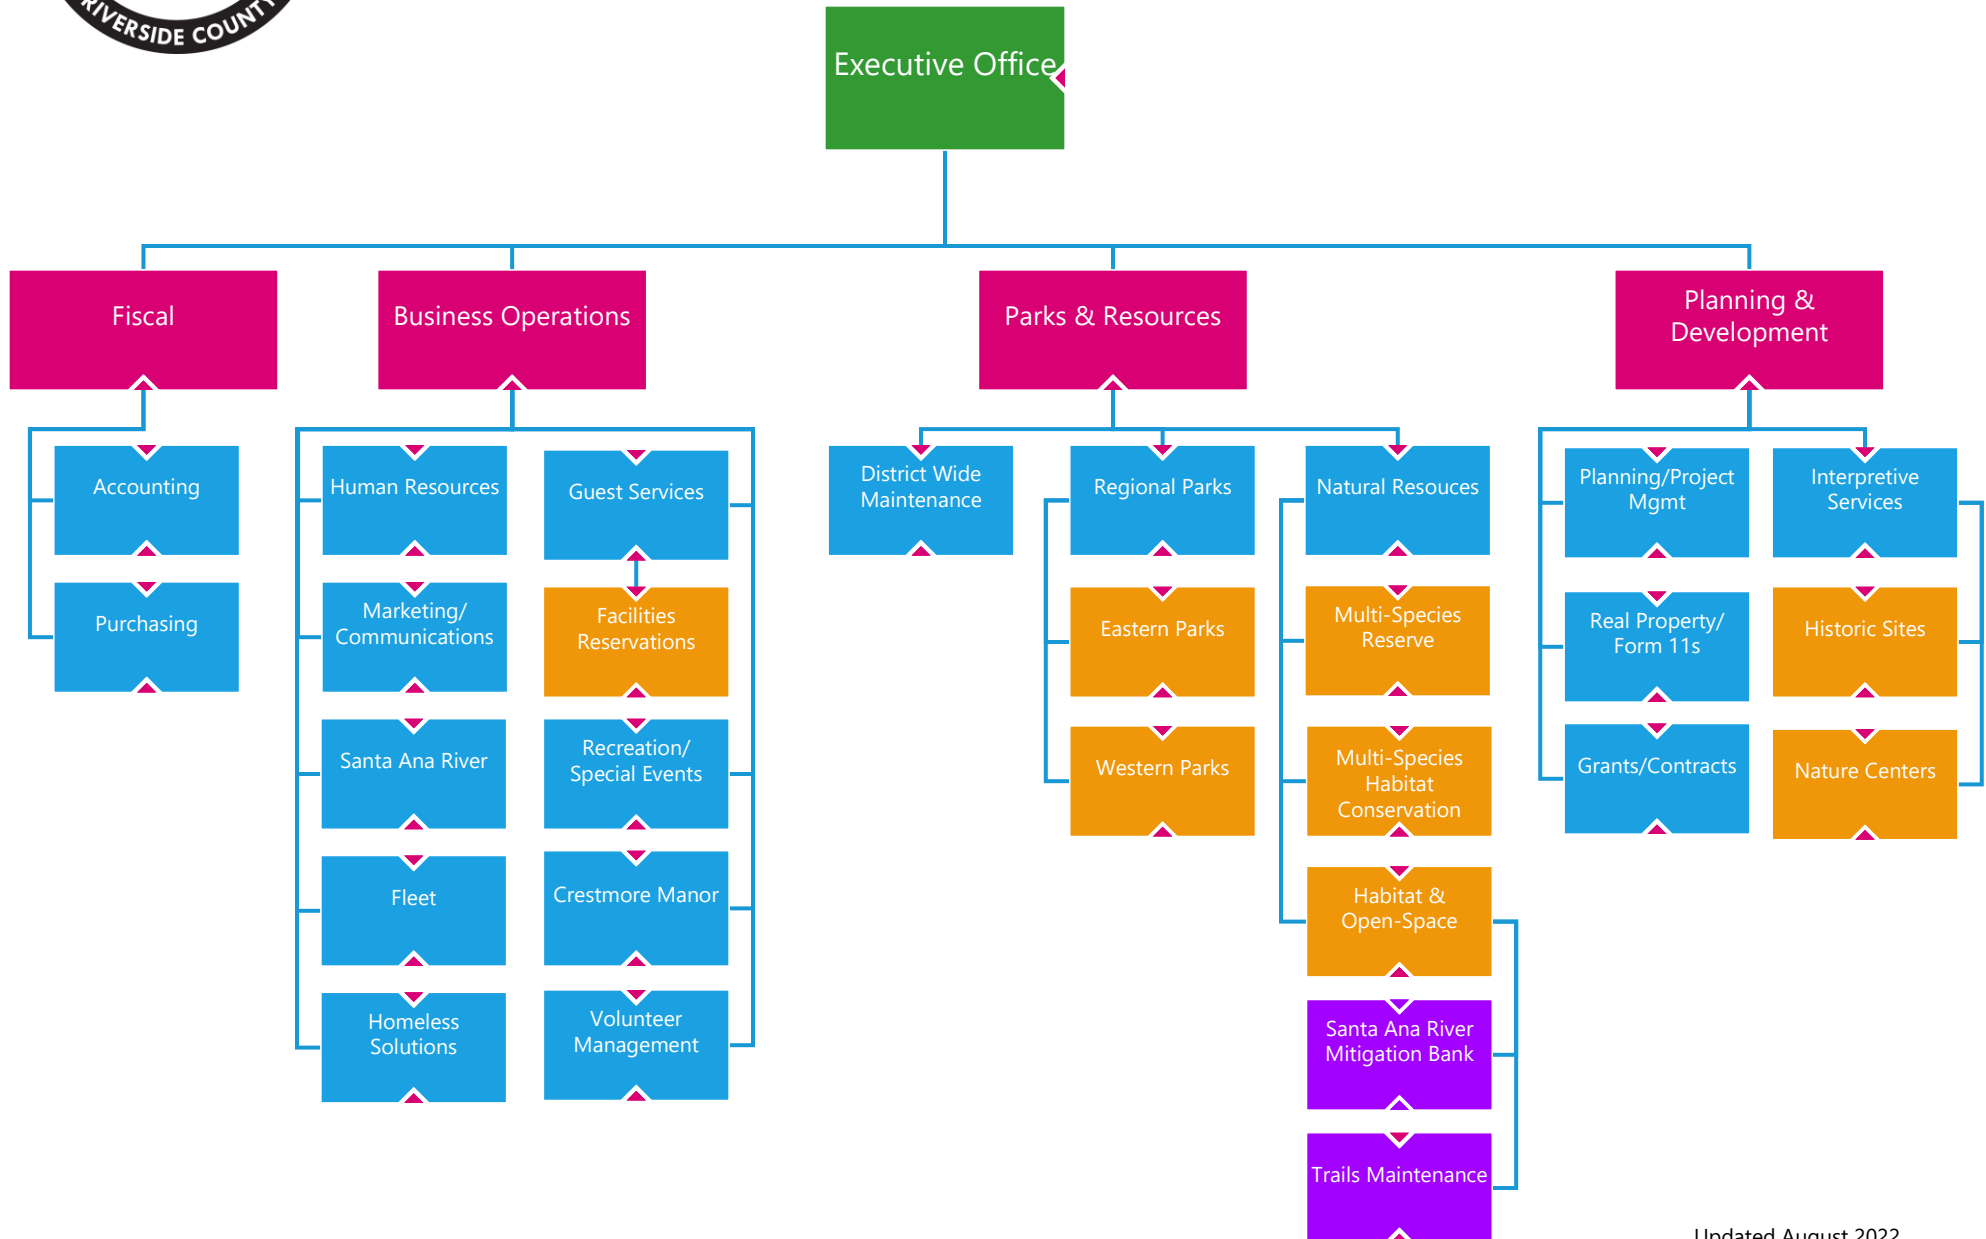 RIVERSIDE COUNTY
Executive Office
Fiscal
Business Operations
Parks & Resources
Planning &
Development
Accounting
Purchasing
Human Resources
Marketing/
Communications
Santa Ana River
Fleet
Homeless
Solutions
Guest Services
Facilities
Reservations
Recreation/
Special Events
Crestmore Manor
Volunteer
Management
District Wide
Maintenance
Regional Parks
Eastern Parks
Western Parks
Natural Resouces
Multi-Species
Reserve
Multi-Species
Habitat
Conservation
Habitat &
Open-Space
Santa Ana River
Mitigation Bank
Trails Maintenance
Planning/Project
Mgmt
Real Property/
Form 11s
Grants/Contracts
Interpretive
Services
Historic Sites
Nature Centers
Updated August 2022